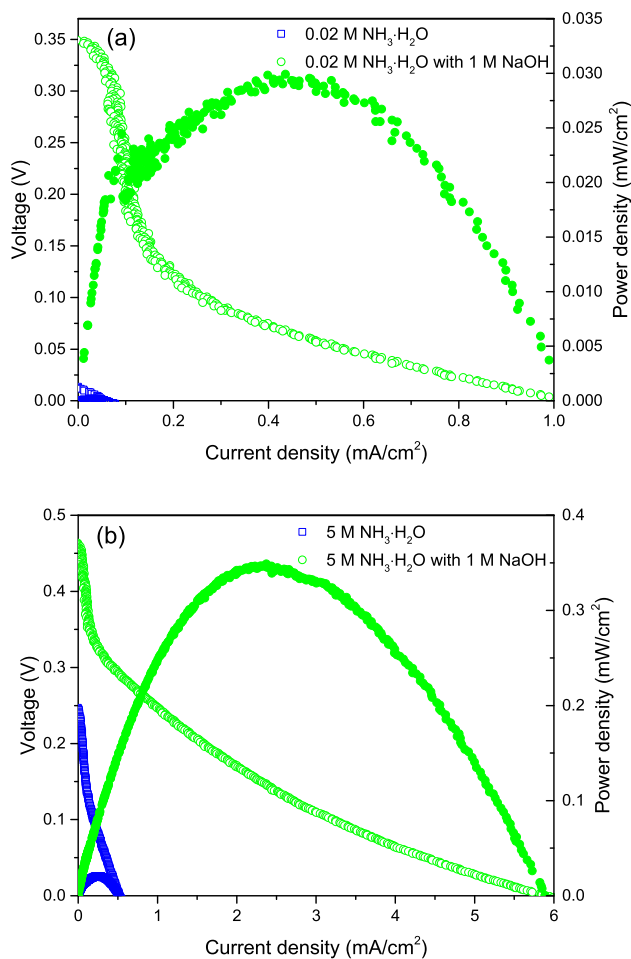 (a)
0.02 M NH₃·H₂O
0.02 M NH₃·H₂O with 1 M NaOH
0.35
0.30
0.25
0.20
0.15
0.10
0.05
0.00
Voltage (V)
0.035
0.030
0.025
0.020
0.015
0.010
0.005
0.000
Power density (mW/cm²)
0.0 0.2 0.4 0.6 0.8 1.0
Current density (mA/cm²)
(b)
5 M NH₃·H₂O
5 M NH₃·H₂O with 1 M NaOH
0.5
0.4
0.3
0.2
0.1
0.0
Voltage (V)
0.4
0.3
0.2
0.1
0.0
Power density (mW/cm²)
0 1 2 3 4 5 6
Current density (mA/cm²)